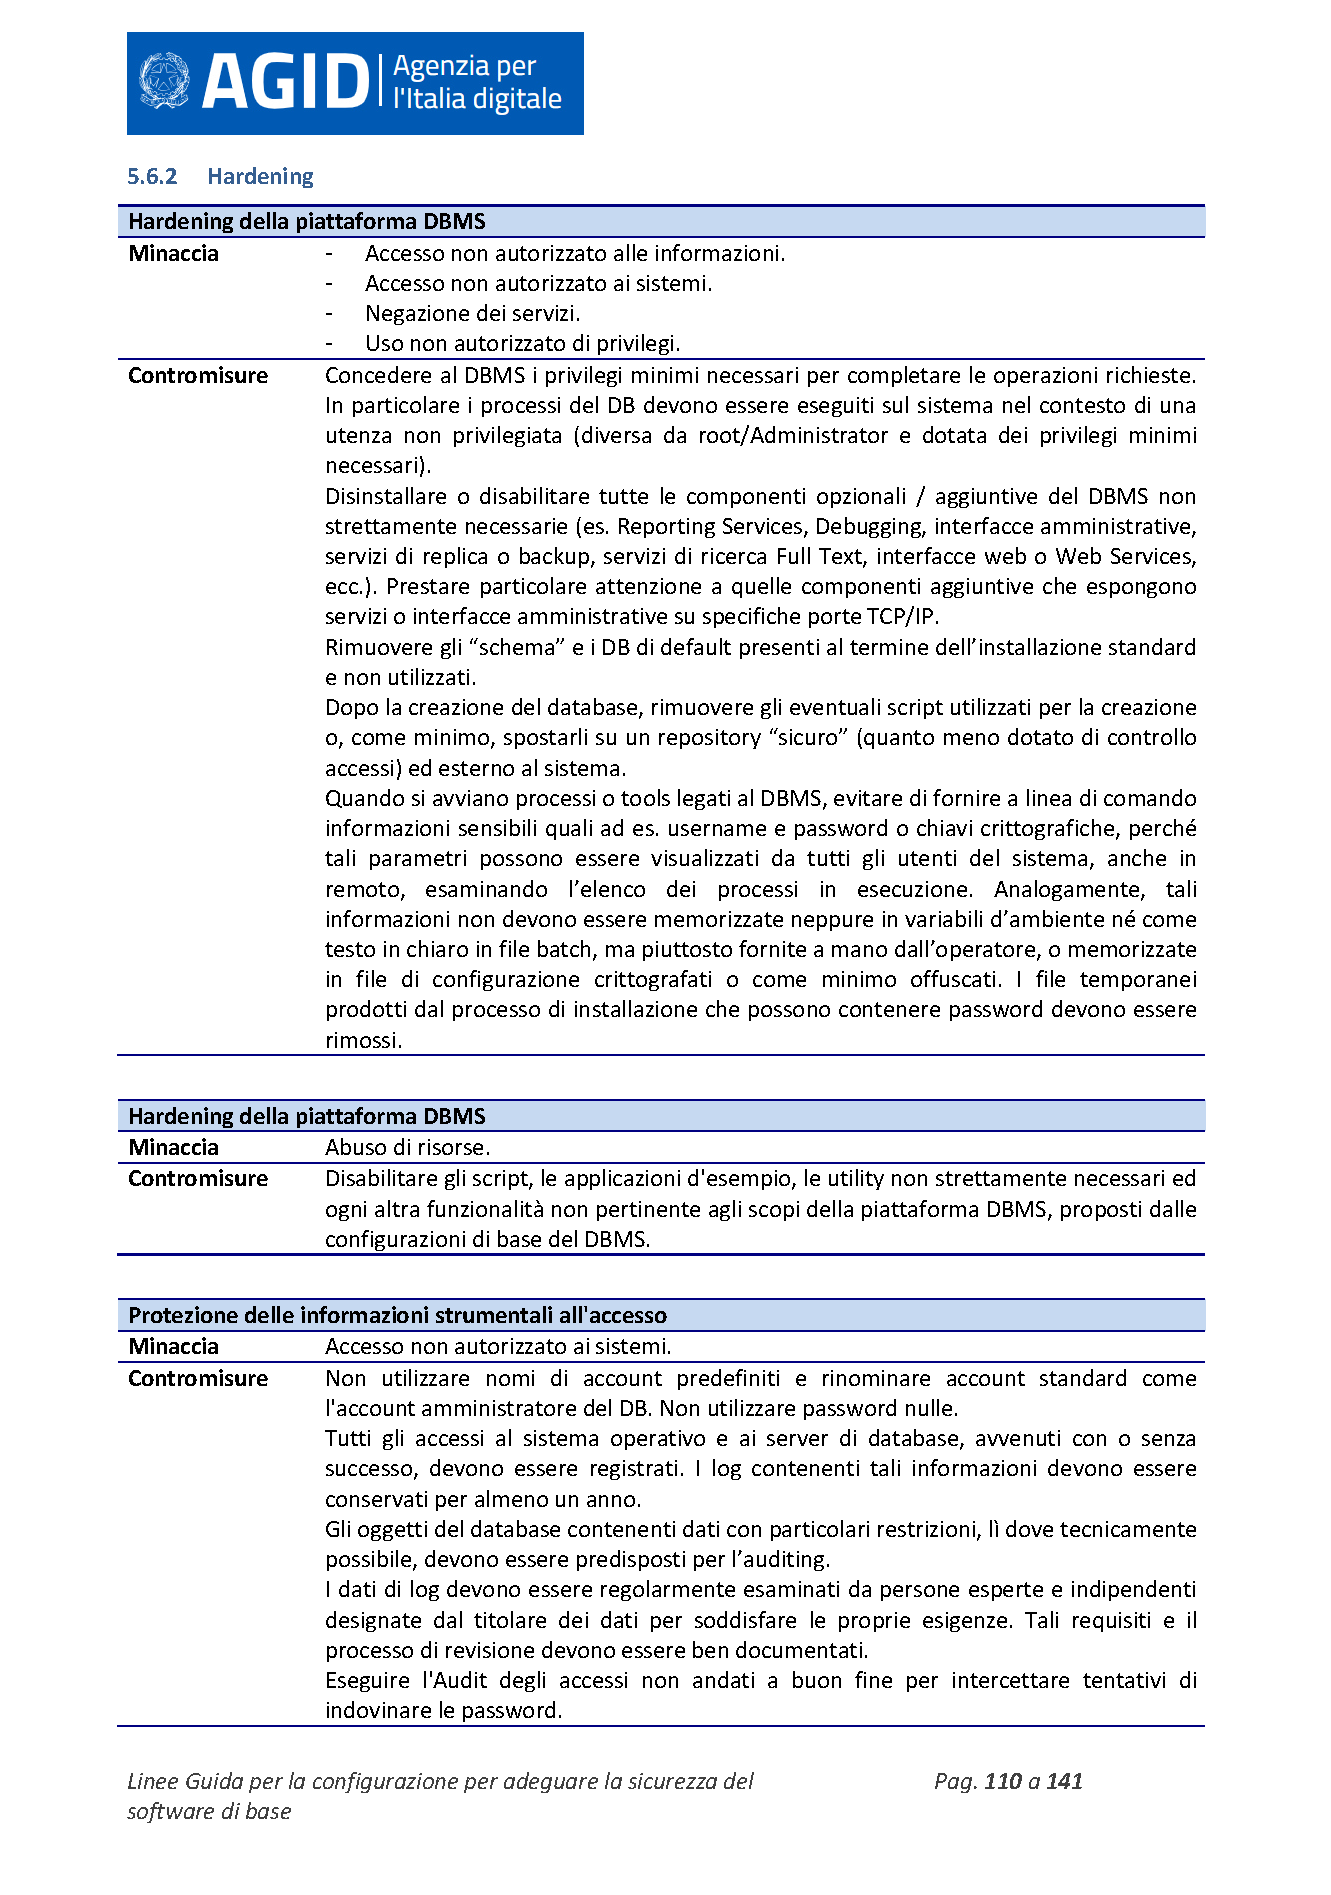 AGID Agenzia per
l'Italia digitale
5.6.2 Hardening
Hardening della piattaforma DBMS
Minaccia - Accesso non autorizzato alle informazioni.
- Accesso non autorizzato ai sistemi.
- Negazione dei servizi.
- Uso non autorizzato di privilegi.
Contromisure Concedere al DBMS i privilegi minimi necessari per completare le operazioni richieste.
In particolare i processi del DB devono essere eseguiti sul sistema nel contesto di una
utenza non privilegiata (diversa da root/Administrator e dotata dei privilegi minimi
necessari).
Disinstallare o disabilitare tutte le componenti opzionali / aggiuntive del DBMS non
strettamente necessarie (es. Reporting Services, Debugging, interfacce amministrative,
servizi di replica o backup, servizi di ricerca Full Text, interfacce web o Web Services,
ecc.). Prestare particolare attenzione a quelle componenti aggiuntive che espongono
servizi o interfacce amministrative su specifiche porte TCP/IP.
Rimuovere gli “schema” e i DB di default presenti al termine dell’installazione standard
e non utilizzati.
Dopo la creazione del database, rimuovere gli eventuali script utilizzati per la creazione
o, come minimo, spostarli su un repository “sicuro” (quanto meno dotato di controllo
accessi) ed esterno al sistema.
Quando si avviano processi o tools legati al DBMS, evitare di fornire a linea di comando
informazioni sensibili quali ad es. username e password o chiavi crittografiche, perché
tali parametri possono essere visualizzati da tutti gli utenti del sistema, anche in
remoto, esaminando l’elenco dei processi in esecuzione. Analogamente, tali
informazioni non devono essere memorizzate neppure in variabili d’ambiente né come
testo in chiaro in file batch, ma piuttosto fornite a mano dall’operatore, o memorizzate
in file di configurazione crittografati o come minimo offuscati. I file temporanei
prodotti dal processo di installazione che possono contenere password devono essere
rimossi.
Hardening della piattaforma DBMS
Minaccia Abuso di risorse.
Contromisure Disabilitare gli script, le applicazioni d'esempio, le utility non strettamente necessari ed
ogni altra funzionalità non pertinente agli scopi della piattaforma DBMS, proposti dalle
configurazioni di base del DBMS.
Protezione delle informazioni strumentali all'accesso
Minaccia Accesso non autorizzato ai sistemi.
Contromisure Non utilizzare nomi di account predefiniti e rinominare account standard come
l'account amministratore del DB. Non utilizzare password nulle.
Tutti gli accessi al sistema operativo e ai server di database, avvenuti con o senza
successo, devono essere registrati. I log contenenti tali informazioni devono essere
conservati per almeno un anno.
Gli oggetti del database contenenti dati con particolari restrizioni, lì dove tecnicamente
possibile, devono essere predisposti per l’auditing.
I dati di log devono essere regolarmente esaminati da persone esperte e indipendenti
designate dal titolare dei dati per soddisfare le proprie esigenze. Tali requisiti e il
processo di revisione devono essere ben documentati.
Eseguire l'Audit degli accessi non andati a buon fine per intercettare tentativi di
indovinare le password.
Linee Guida per la configurazione per adeguare la sicurezza del Pag. 110 a 141
software di base